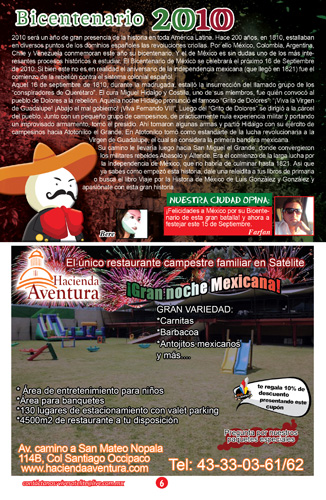 Bicentenario 2010
2010 será un año de gran presencia de la historia en toda América Latina. Hace 200 años, en 1810, estallaban
en diversos puntos de los dominios españoles las revoluciones criollas. Por ello México, Colombia, Argentina,
Chile y Venezuela conmemoran este año su bicentenario. Y el de México es sin dudas uno de los más inte-
resantes procesos históricos a estudiar. El Bicentenario de México se celebrará el próximo 16 de Septiembre
de 2010. Si bien este no es en realidad el aniversario de la Independencia mexicana (que llegó en 1821) fue el
comienzo de la rebelión contra el sistema colonial español.
Aquel 16 de septiembre de 1810, durante la madrugada, estalló la insurrección del llamado grupo de los
"conspiradores de Querétaro". El cura Miguel Hidalgo y Costilla, uno de sus miembros, fue quien convocó al
pueblo de Dolores a la rebelión. Aquella noche Hidalgo pronunció el famoso "Grito de Dolores": "¡Viva la Virgen
de Guadalupe! ¡Abajo el mal gobierno! ¡Viva Fernando VII!". Luego del "Grito de Dolores" se dirigió a la cárcel
del pueblo. Junto con un pequeño grupo de campesinos, de prácticamente nula experiencia militar y portando
un improvisado armamento, tomó el presidio. Ahí tomaron algunas armas y partió Hidalgo con su ejército de
campesinos hacia Atotonilco el Grande. En Atotonilco tomó como estandarte de la lucha revolucionaria a la
Virgen de Guadalupe, el cual se considera la primera bandera mexicana.
Su camino le llevaría luego hacia San Miguel el Grande, donde convergieron
los militares rebeldes Abasolo y Allende. Era el comienzo de la larga lucha por
la independencia de México, que no habría de culminar hasta 1821. Así que
ya sabes como empezó esta historia, dale una releidita a tus libros de primaria
o busca el libro Viaje por la Historia de México de Luis González y González y
apasiónate con esta gran historia.
Bere
NUESTRA CIUDAD OPINA:
¡Felicidades a México por su Bicente-
nario de esta gran batalla! y ahora a
festejar este 15 de Septiembre.
Farfan
Hacienda
Aventura
El único restaurante campestre familiar en Satélite
¡Gran noche Mexicana!
GRAN VARIEDAD:
*Carnitas
*Barbacoa
*Antojitos mexicanos
y más....
* Área de entretenimiento para niños
*Área para banquetes
*130 lugares de estacionamiento con valet parking
*4500m2 de restaurante a tu disposición
te regala 10% de
descuento
presentando este
cupón
Pregunta por nuestros
paquetes especiales
Av. camino a San Mateo Nopala
114B, Col Santiago Occipaco
www.haciendaaventura.com
Tel: 43-33-03-61/62
6